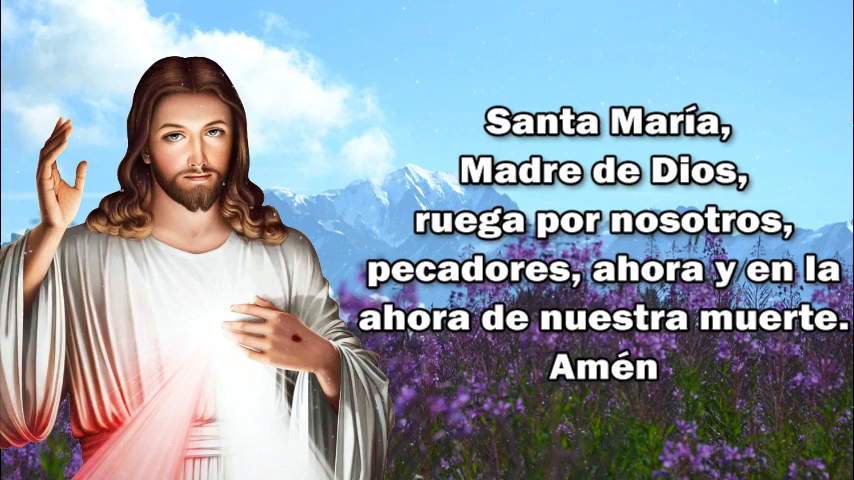 Santa María,
Madre de Dios,
ruega por nosotros,
pecadores, ahora y en la
ahora de nuestra muerte.
Amén